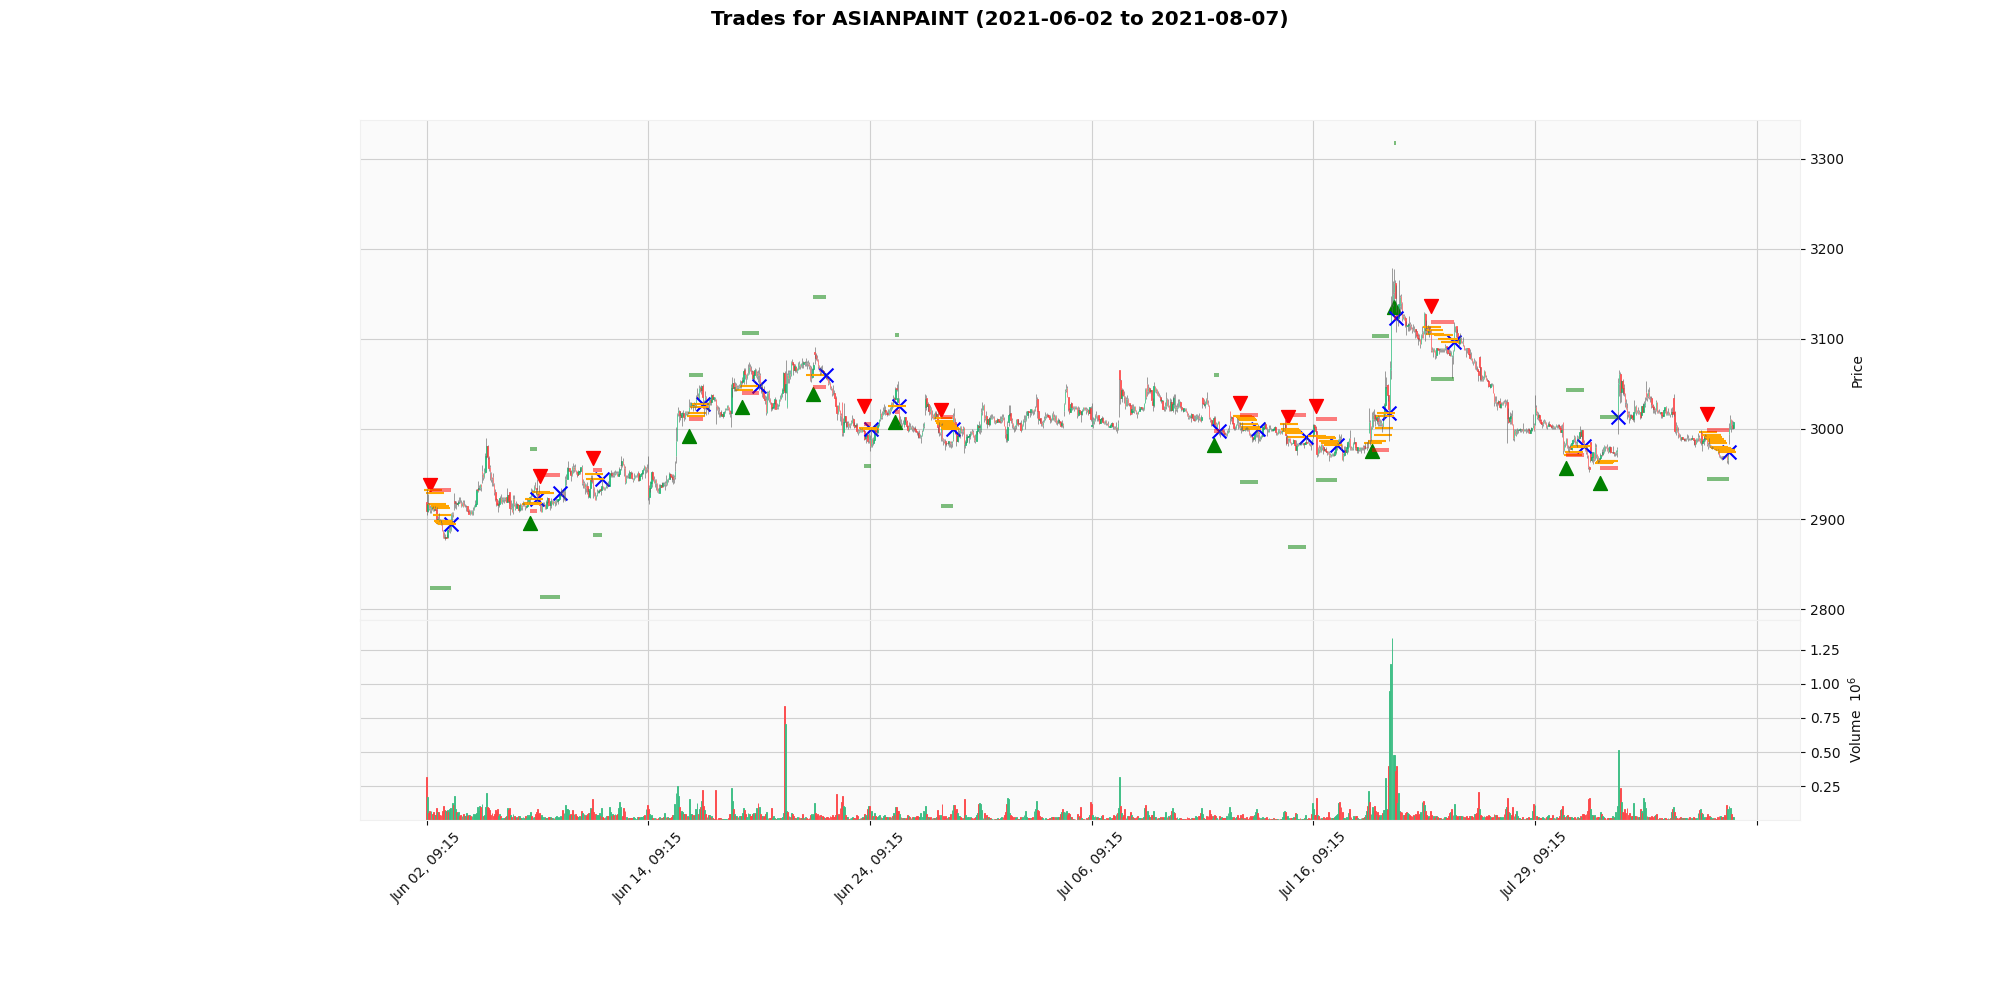 Trades for ASIANPAINT (2021-06-02 to 2021-08-07)
3300
3200
3100
3000
2900
2800
Price
1.25
1.00
0.75
0.50
0.25
Volume 10^6
Jun 02, 09:15
Jun 14, 09:15
Jun 24, 09:15
Jul 06, 09:15
Jul 16, 09:15
Jul 29, 09:15